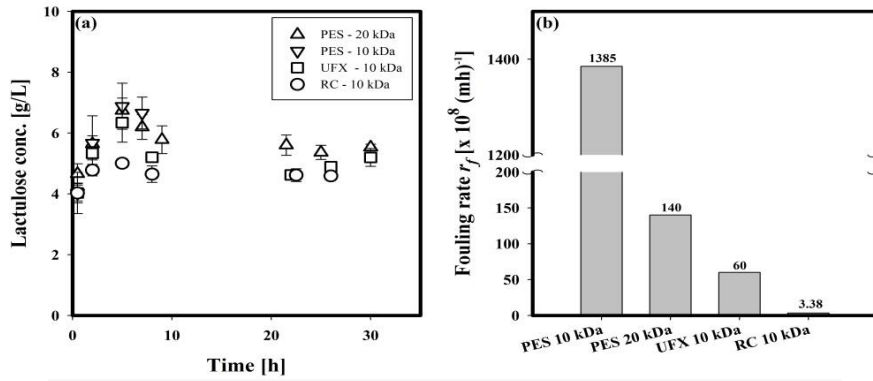 (a)
PES - 20 kDa
PES - 10 kDa
UFX - 10 kDa
RC - 10 kDa
Lactulose conc. [g/L]
10
8
6
4
2
0
0 10 20 30
Time [h]
(b)
Fouling rate r_f [x 10⁸ (mh)⁻¹]
1400
1200
200
150
100
50
0
1385
140
60
3.38
PES 10 kDa
PES 20 kDa
UFX 10 kDa
RC 10 kDa